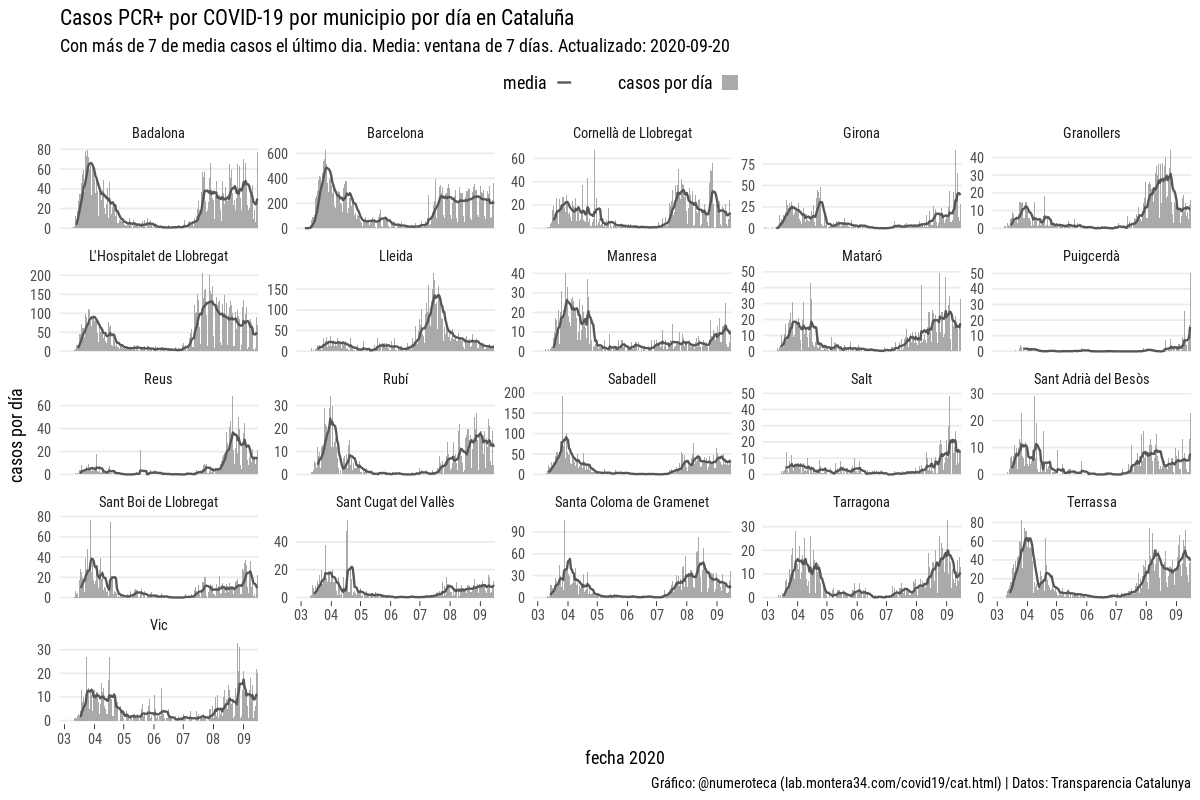 Casos PCR+ por COVID-19 por municipio por día en Cataluña
Con más de 7 de media casos el último dia. Media: ventana de 7 días. Actualizado: 2020-09-20
media casos por día
Badalona Barcelona Cornellà de Llobregat Girona Granollers
80 60 40 20 0
600 400 200 0
60 40 20 0
75 50 25 0
40 30 20 10 0
L'Hospitalet de Llobregat Lleida Manresa Mataró Puigcerdà
200 150 100 50 0
150 100 50 0
40 30 20 10 0
50 40 30 20 10 0
50 40 30 20 10 0
casos por día
Reus Rubí Sabadell Salt Sant Adrià del Besòs
60 40 20 0
30 20 10 0
200 150 100 50 0
50 40 30 20 10 0
30 20 10 0
Sant Boi de Llobregat Sant Cugat del Vallès Santa Coloma de Gramenet Tarragona Terrassa
80 60 40 20 0
40 20 0
90 60 30 0
30 20 10 0
80 60 40 20 0
03 04 05 06 07 08 09
03 04 05 06 07 08 09
03 04 05 06 07 08 09
03 04 05 06 07 08 09
Vic
30 20 10 0
03 04 05 06 07 08 09
fecha 2020
Gráfico: @numeroteca (lab.montera34.com/covid19/cat.html) | Datos: Transparencia Catalunya